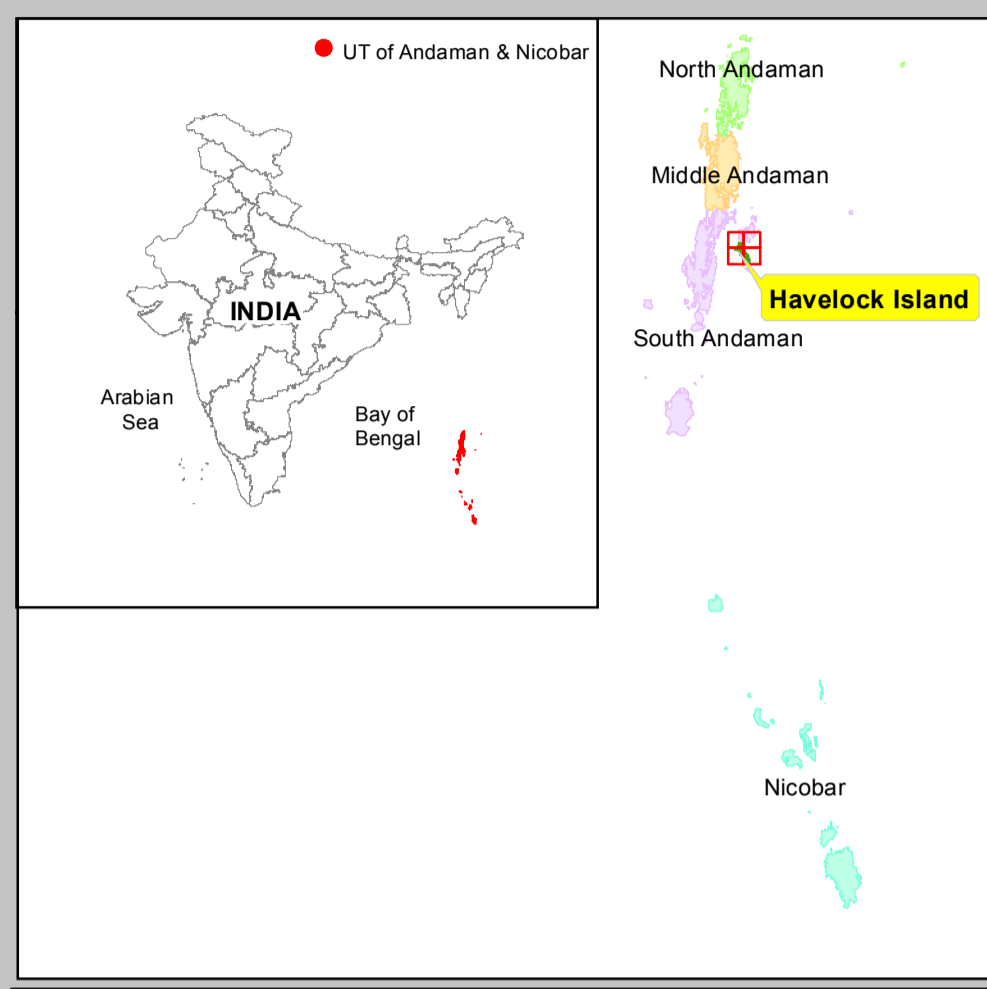 UT of Andaman & Nicobar
INDIA
Arabian
Sea
Bay of
Bengal
North Andaman
Middle Andaman
Havelock Island
South Andaman
Nicobar